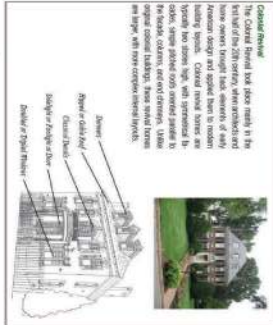 Colonial Revival
The Colonial Revival took place mainly in the
first half of the 20th century, when architects and
home owners brought back elements of early
American design and applied them to modern
building layouts. Colonial revival homes are
typically two stories high, with symmetrical fa-
cades, simple pitched roofs oriented parallel to
the facade, columns, and end chimneys. Unlike
original colonial buildings, these revival homes
are larger, with more complex internal layouts.
Dormers
Hipped or Gable Roof
Classical Details
Sidelight or Fanlight at Door
Doubled or Tripled Windows